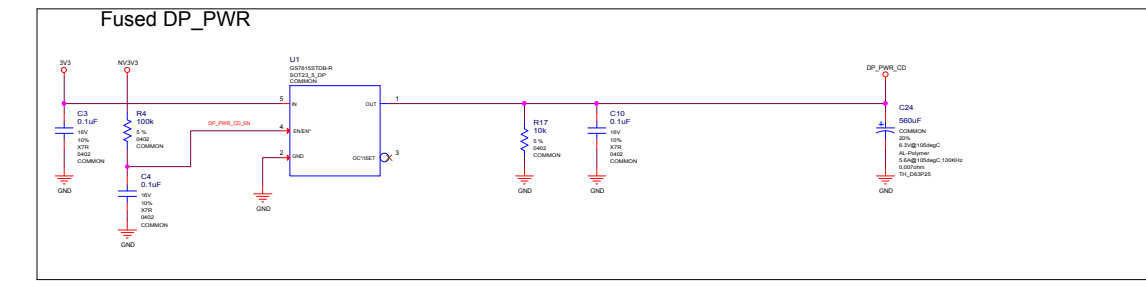 Fused DP_PWR
3V3
NV3V3
U1
GS7615STDB-R
SOT23_5_DP
COMMON
DP_PWR_CD
5
IN
OUT
1
C3
0.1uF
16V
10%
X7R
0402
COMMON
R4
100k
5 %
0402
COMMON
DP_PWR_CD_EN
4
EN/EN*
2
GND
OC*/ISET
3
R17
10k
5 %
0402
COMMON
C10
0.1uF
16V
10%
X7R
0402
COMMON
C24
560uF
COMMON
20%
6.3V@105degC
AL-Polymer
5.6A@105degC,100KHz
0.007ohm
TH_D63P25
C4
0.1uF
16V
10%
X7R
0402
COMMON
GND
GND
GND
GND
GND
GND